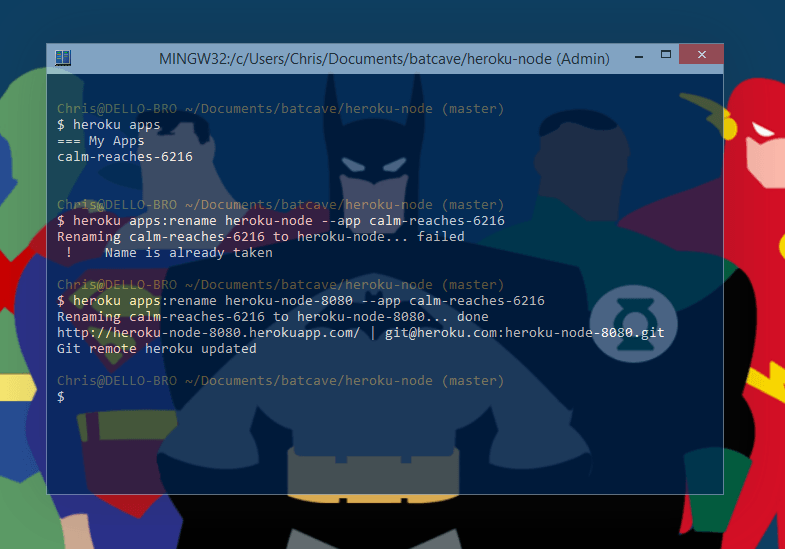 MINGW32:/c/Users/Chris/Documents/batcave/heroku-node (Admin)
Chris@DELLO-BRO ~/Documents/batcave/heroku-node (master)
$ heroku apps
=== My Apps
calm-reaches-6216
Chris@DELLO-BRO ~/Documents/batcave/heroku-node (master)
$ heroku apps:rename heroku-node --app calm-reaches-6216
Renaming calm-reaches-6216 to heroku-node... failed
 !    Name is already taken
Chris@DELLO-BRO ~/Documents/batcave/heroku-node (master)
$ heroku apps:rename heroku-node-8080 --app calm-reaches-6216
Renaming calm-reaches-6216 to heroku-node-8080... done
http://heroku-node-8080.herokuapp.com/ | git@heroku.com:heroku-node-8080.git
Git remote heroku updated
Chris@DELLO-BRO ~/Documents/batcave/heroku-node (master)
$